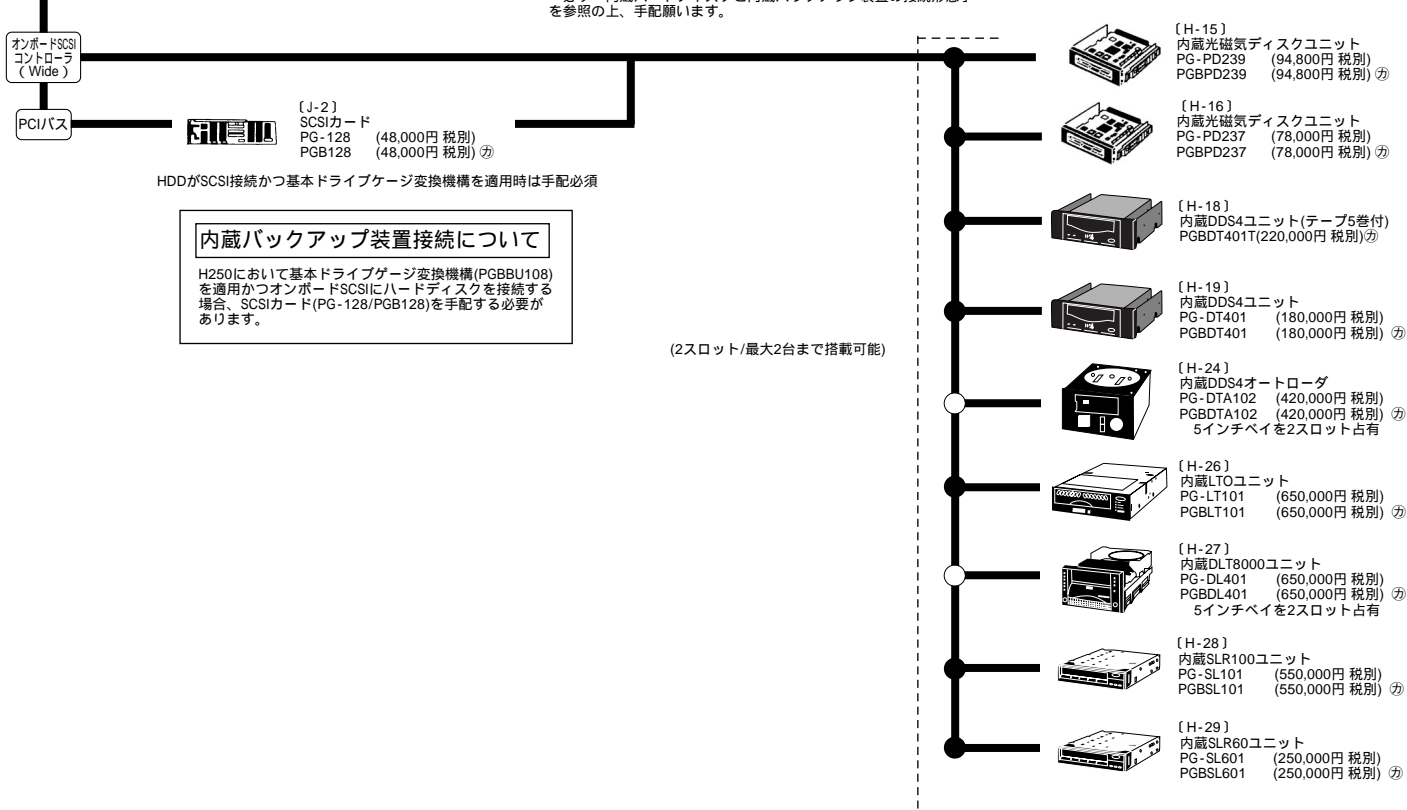 を参照の上、手配願います。
オンボードSCSI
コントローラ
(Wide)
PCIバス
〔J-2〕
SCSIカード
PG-128 (48,000円 税別)
PGB128 (48,000円 税別) ㋕
HDDがSCSI接続かつ基本ドライブケージ変換機構を適用時は手配必須
内蔵バックアップ装置接続について
H250において基本ドライブゲージ変換機構(PGBBU108)
を適用かつオンボードSCSIにハードディスクを接続する
場合、SCSIカード(PG-128/PGB128)を手配する必要が
あります。
(2スロット/最大2台まで搭載可能)
〔H-15〕
内蔵光磁気ディスクユニット
PG-PD239 (94,800円 税別)
PGBPD239 (94,800円 税別) ㋕
〔H-16〕
内蔵光磁気ディスクユニット
PG-PD237 (78,000円 税別)
PGBPD237 (78,000円 税別) ㋕
〔H-18〕
内蔵DDS4ユニット(テープ5巻付)
PGBDT401T(220,000円 税別)㋕
〔H-19〕
内蔵DDS4ユニット
PG-DT401 (180,000円 税別)
PGBDT401 (180,000円 税別) ㋕
〔H-24〕
内蔵DDS4オートローダ
PG-DTA102 (420,000円 税別)
PGBDTA102 (420,000円 税別) ㋕
5インチベイを2スロット占有
〔H-26〕
内蔵LTOユニット
PG-LT101 (650,000円 税別)
PGBLT101 (650,000円 税別) ㋕
〔H-27〕
内蔵DLT8000ユニット
PG-DL401 (650,000円 税別)
PGBDL401 (650,000円 税別) ㋕
5インチベイを2スロット占有
〔H-28〕
内蔵SLR100ユニット
PG-SL101 (550,000円 税別)
PGBSL101 (550,000円 税別) ㋕
〔H-29〕
内蔵SLR60ユニット
PG-SL601 (250,000円 税別)
PGBSL601 (250,000円 税別) ㋕